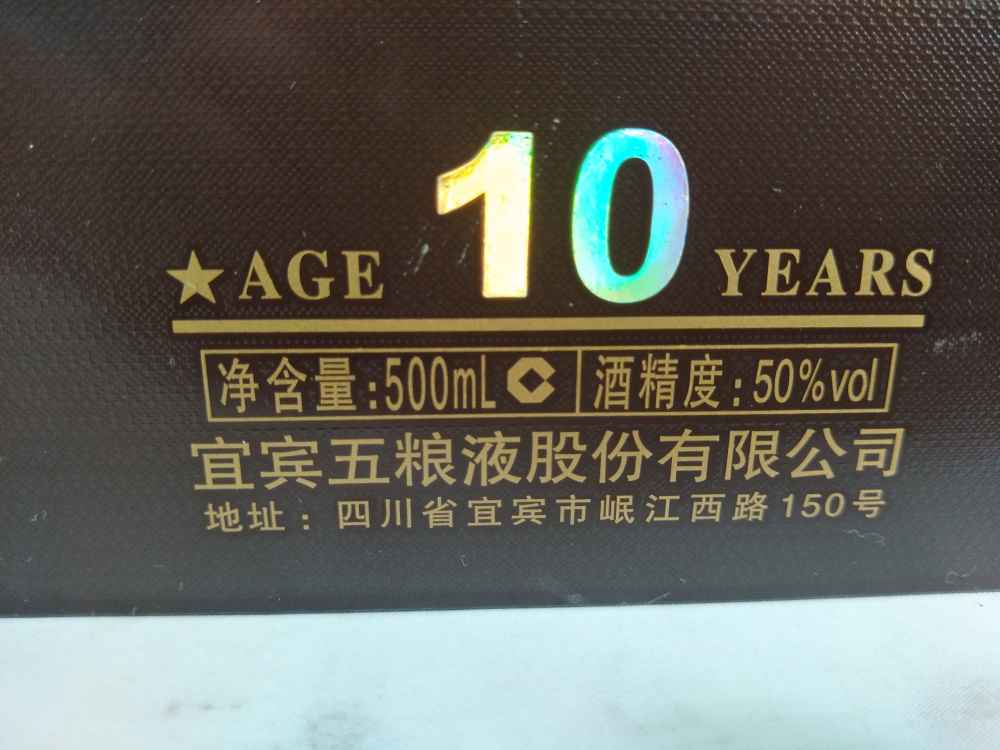 ★AGE 10 YEARS
净含量:500mL 酒精度:50%vol
宜宾五粮液股份有限公司
地址：四川省宜宾市岷江西路150号